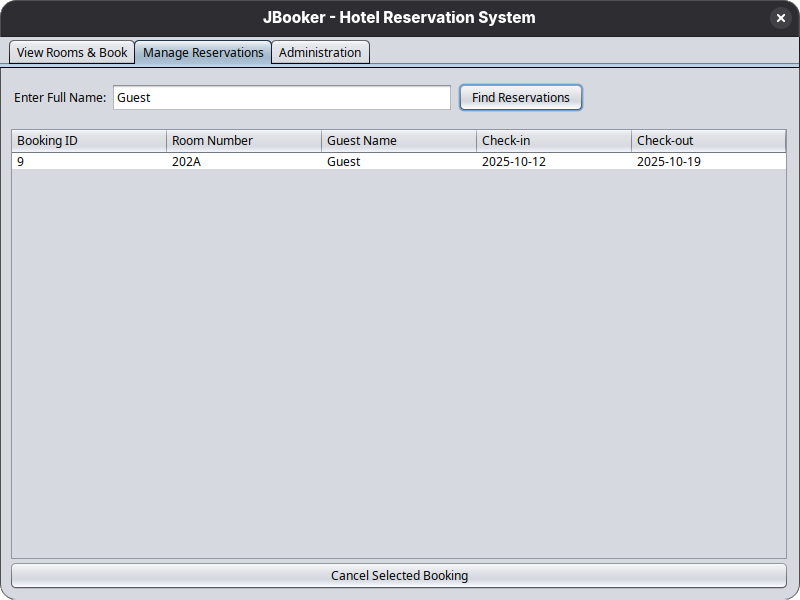 JBooker - Hotel Reservation System
View Rooms & Book Manage Reservations Administration
Enter Full Name: Guest Find Reservations
Booking ID Room Number Guest Name Check-in Check-out
9 202A Guest 2025-10-12 2025-10-19
Cancel Selected Booking